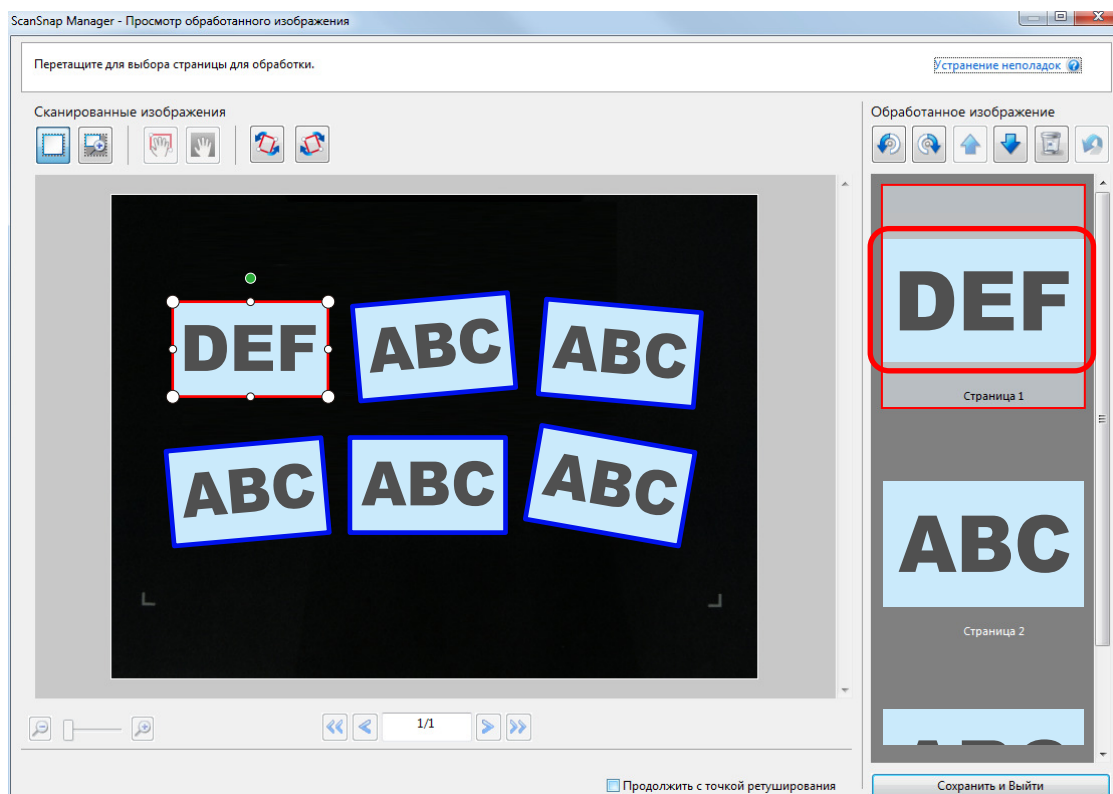 ScanSnap Manager - Просмотр обработанного изображения
Перетащите для выбора страницы для обработки.
Устранение неполадок
Сканированные изображения
Обработанное изображение
DEF ABC ABC
ABC ABC ABC
DEF
Страница 1
ABC
Страница 2
ABC
1/1
Продолжить с точкой ретуширования
Сохранить и Выйти